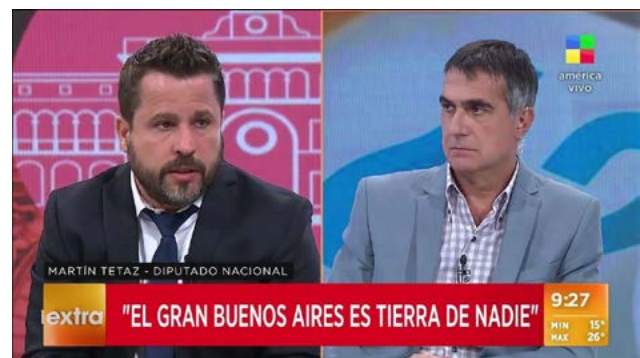 américa
VIVO
MARTÍN TETAZ - DIPUTADO NACIONAL
extra
"EL GRAN BUENOS AIRES ES TIERRA DE NADIE"
9:27
MIN 15°
MAX 26°